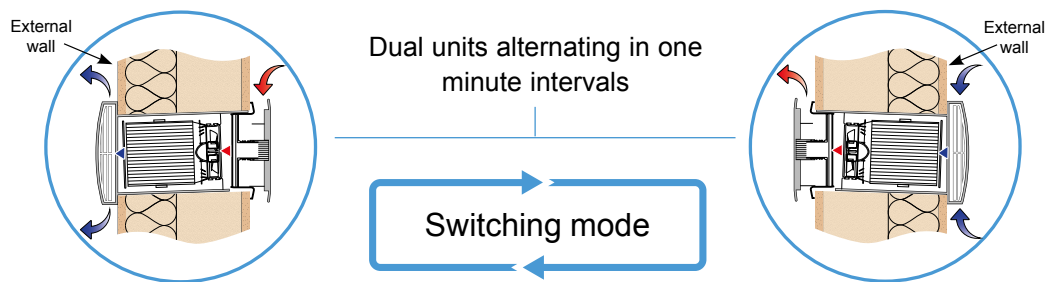 External
wall
Dual units alternating in one
minute intervals
External
wall
Switching mode